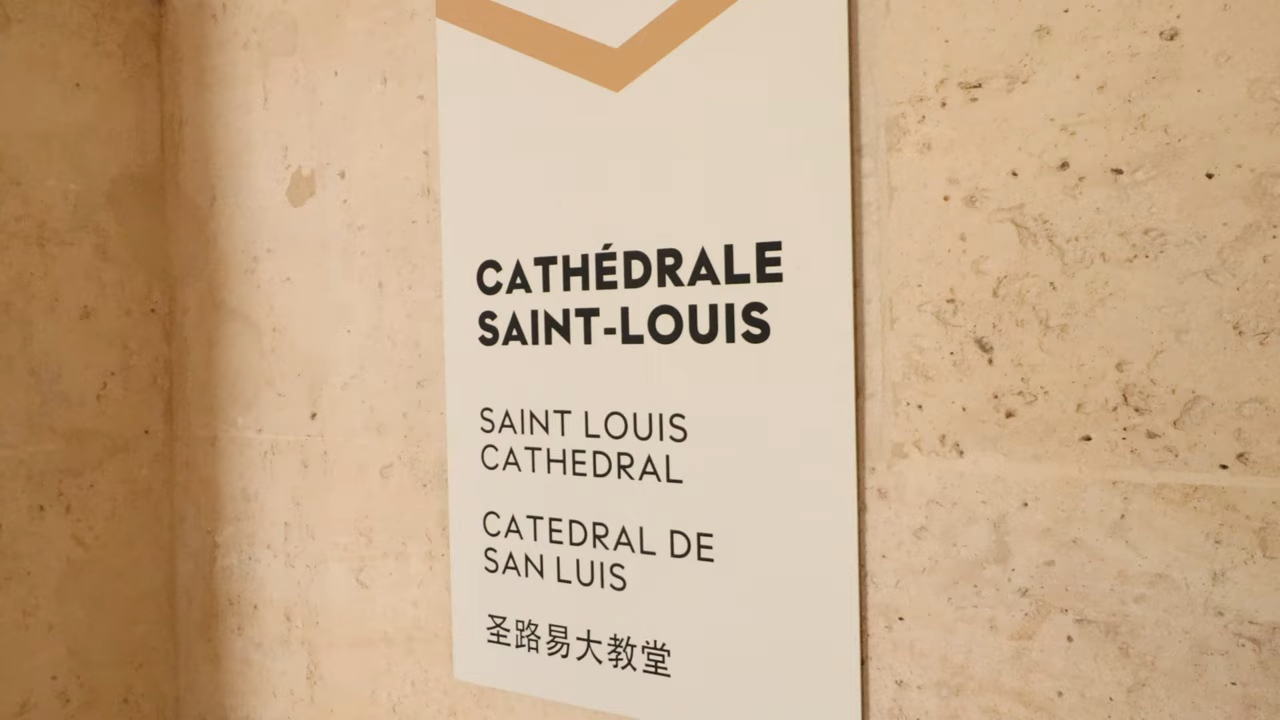 CATHÉDRALE
SAINT-LOUIS
SAINT LOUIS
CATHEDRAL
CATEDRAL DE
SAN LUIS
圣路易大教堂